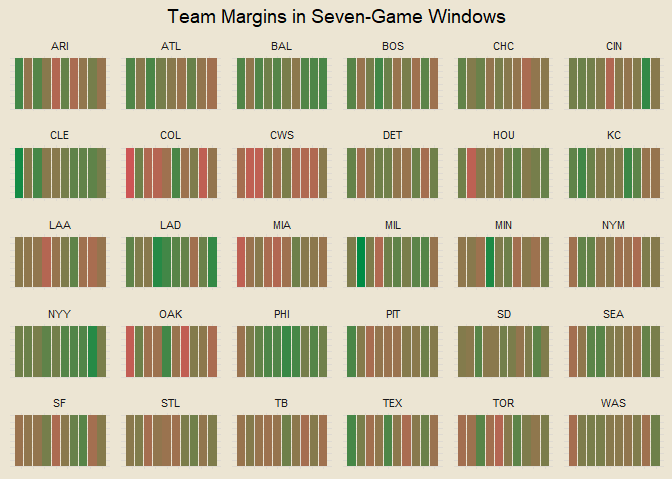 Team Margins in Seven-Game Windows
ARI ATL BAL BOS CHC CIN
CLE COL CWS DET HOU KC
LAA LAD MIA MIL MIN NYM
NYY OAK PHI PIT SD SEA
SF STL TB TEX TOR WAS